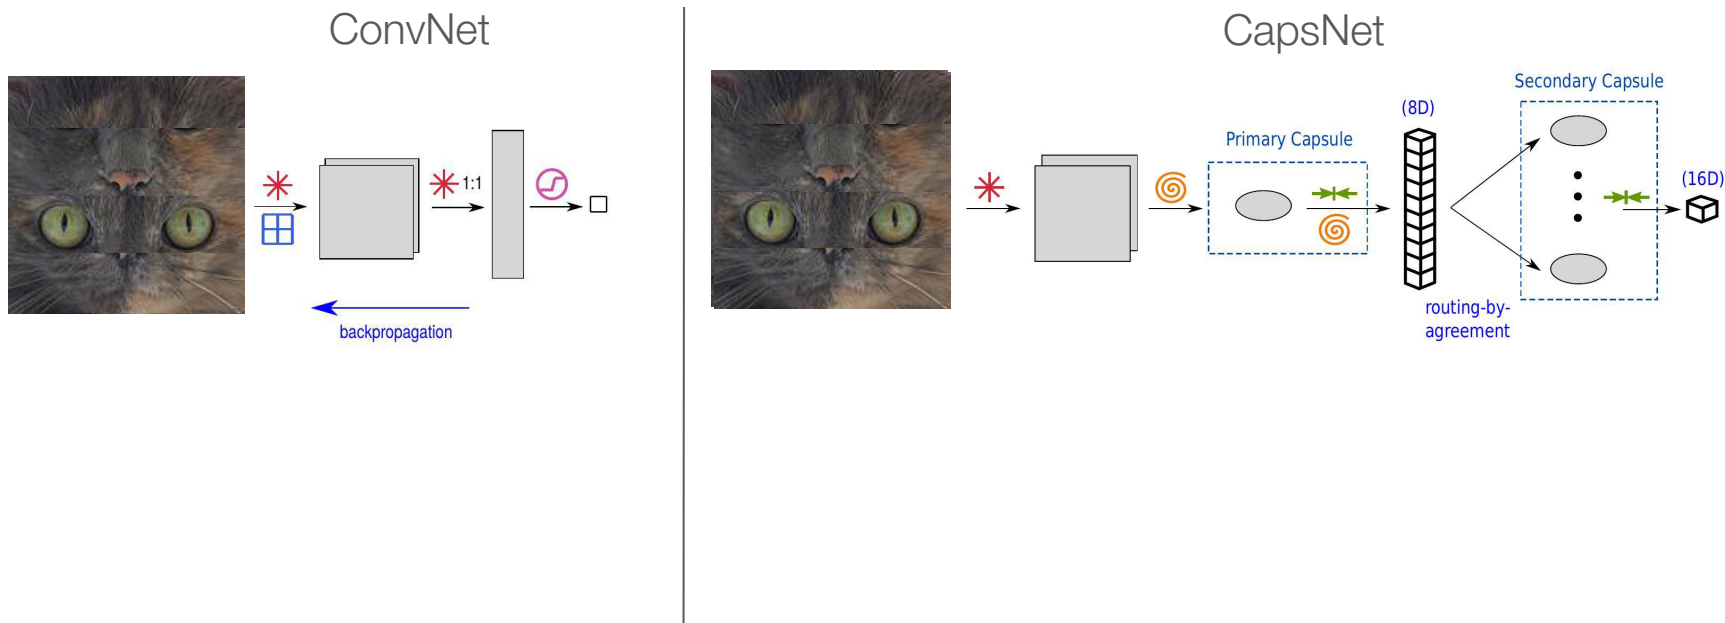 ConvNet
1:1
backpropagation
CapsNet
Primary Capsule
(8D)
routing-by-
agreement
Secondary Capsule
(16D)